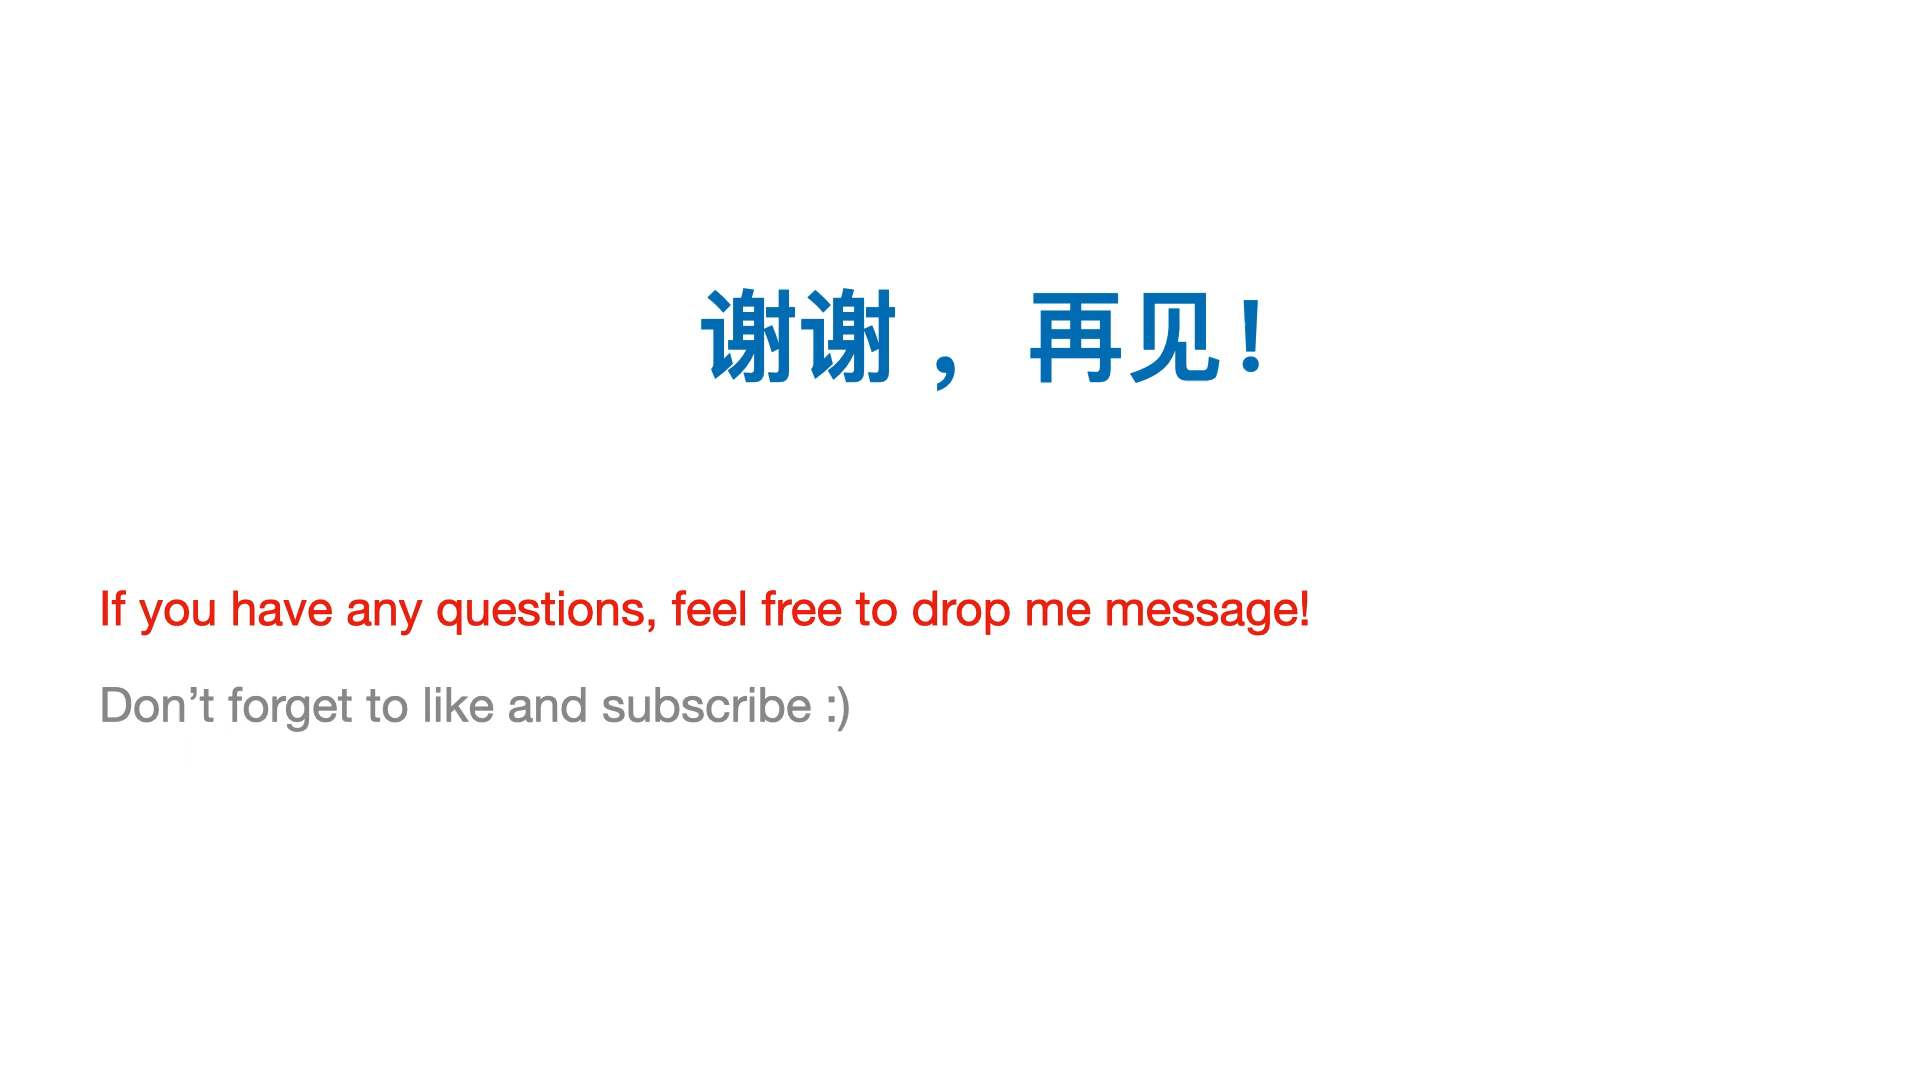 谢谢，再见！
If you have any questions, feel free to drop me message!
Don’t forget to like and subscribe :)